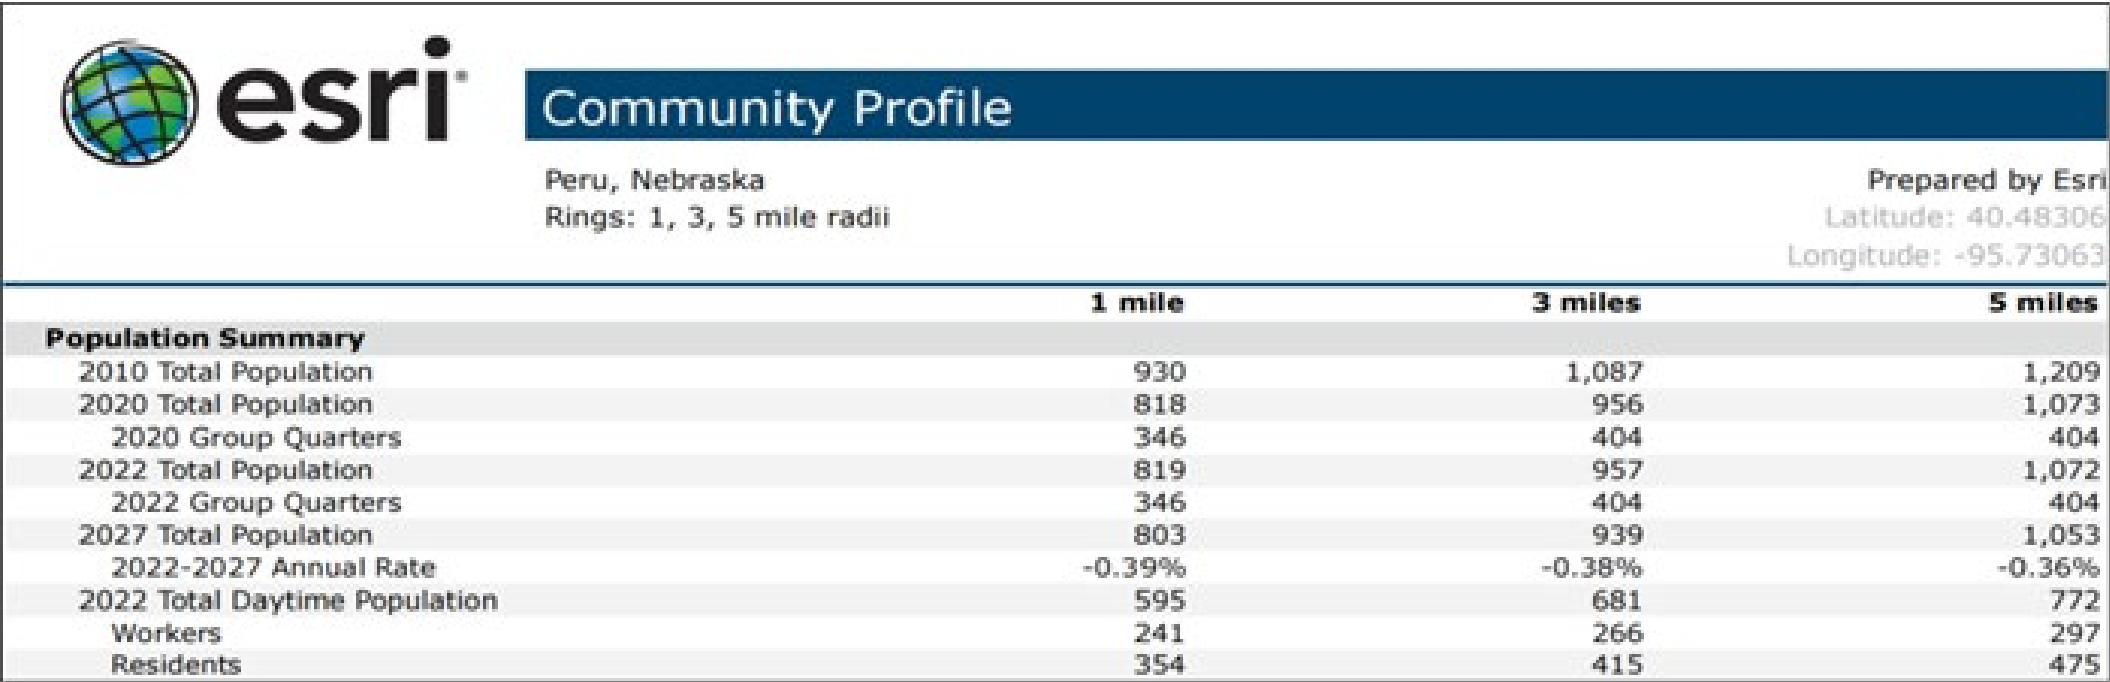 esri
Community Profile
Peru, Nebraska Prepared by Esri
Rings: 1, 3, 5 mile radii Latitude: 40.48306
Longitude: -95.73063
1 mile 3 miles 5 miles
Population Summary
2010 Total Population 930 1,087 1,209
2020 Total Population 818 956 1,073
2020 Group Quarters 346 404 404
2022 Total Population 819 957 1,072
2022 Group Quarters 346 404 404
2027 Total Population 803 939 1,053
2022-2027 Annual Rate -0.39% -0.38% -0.36%
2022 Total Daytime Population 595 681 772
Workers 241 266 297
Residents 354 415 475